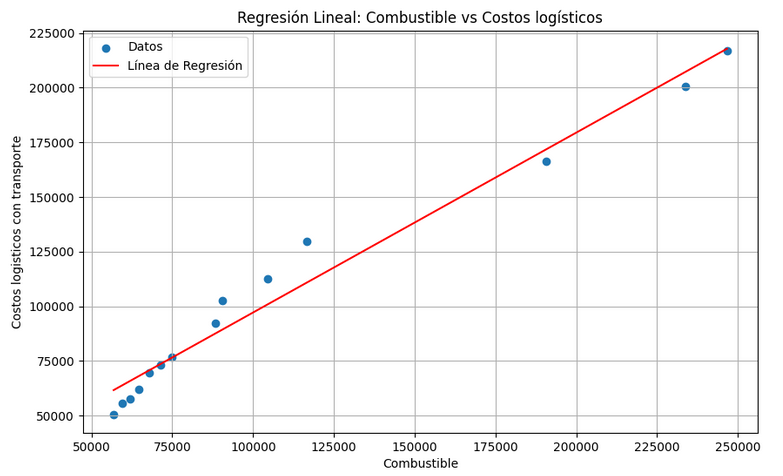 Regresión Lineal: Combustible vs Costos logísticos
Datos
Línea de Regresión
Costos logisticos con transporte
225000
200000
175000
150000
125000
100000
75000
50000
50000 75000 100000 125000 150000 175000 200000 225000 250000
Combustible